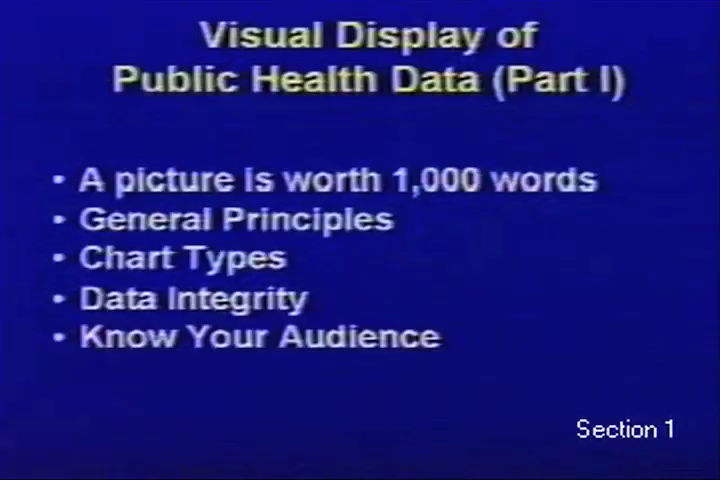 Visual Display of
Public Health Data (Part I)
• A picture is worth 1,000 words
• General Principles
• Chart Types
• Data Integrity
• Know Your Audience
Section 1